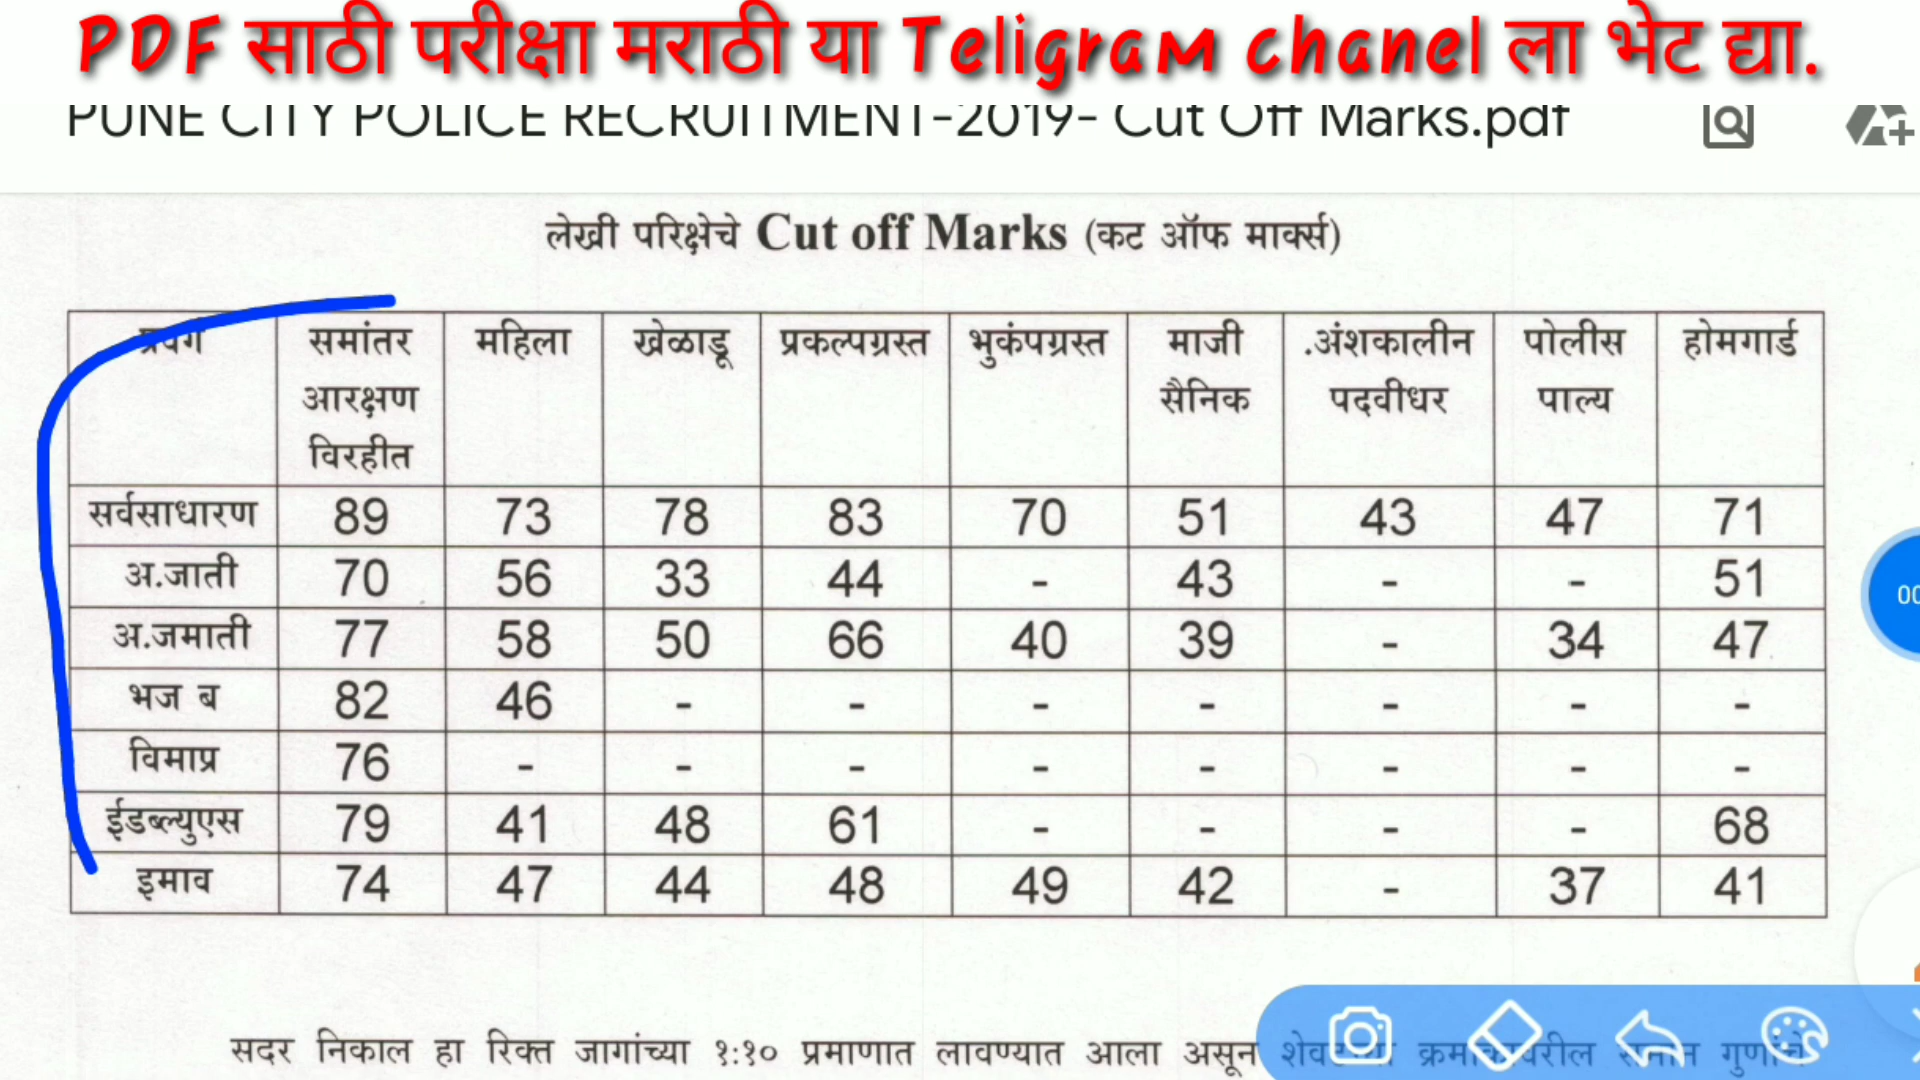 PDF साठी परीक्षा मराठी या Teligram chanel ला भेट द्या.
PUNE CITY POLICE RECRUITMENT-2019- Cut Off Marks.pdf
लेखी परिक्षेचे Cut off Marks (कट ऑफ मार्क्स)
प्रवर्ग समांतर आरक्षण विरहीत महिला खेळाडू प्रकल्पग्रस्त भुकंपग्रस्त माजी सैनिक .अंशकालीन पदवीधर पोलीस पाल्य होमगार्ड
सर्वसाधारण 89 73 78 83 70 51 43 47 71
अ.जाती 70 56 33 44 - 43 - - 51
अ.जमाती 77 58 50 66 40 39 - 34 47
भज ब 82 46 - - - - - - -
विमाप्र 76 - - - - - - - -
ईडब्ल्युएस 79 41 48 61 - - - - 68
इमाव 74 47 44 48 49 42 - 37 41
सदर निकाल हा रिक्त जागांच्या १:१० प्रमाणात लावण्यात आला असून
00